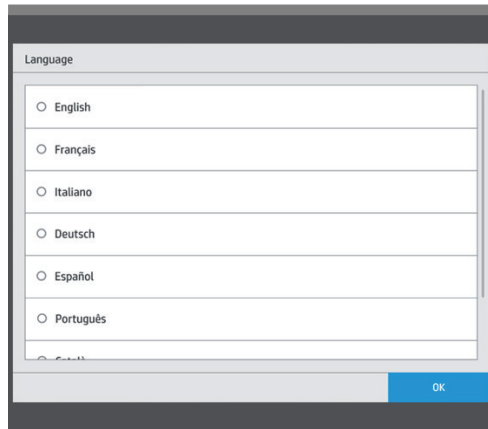 Language
English
Français
Italiano
Deutsch
Español
Português
OK